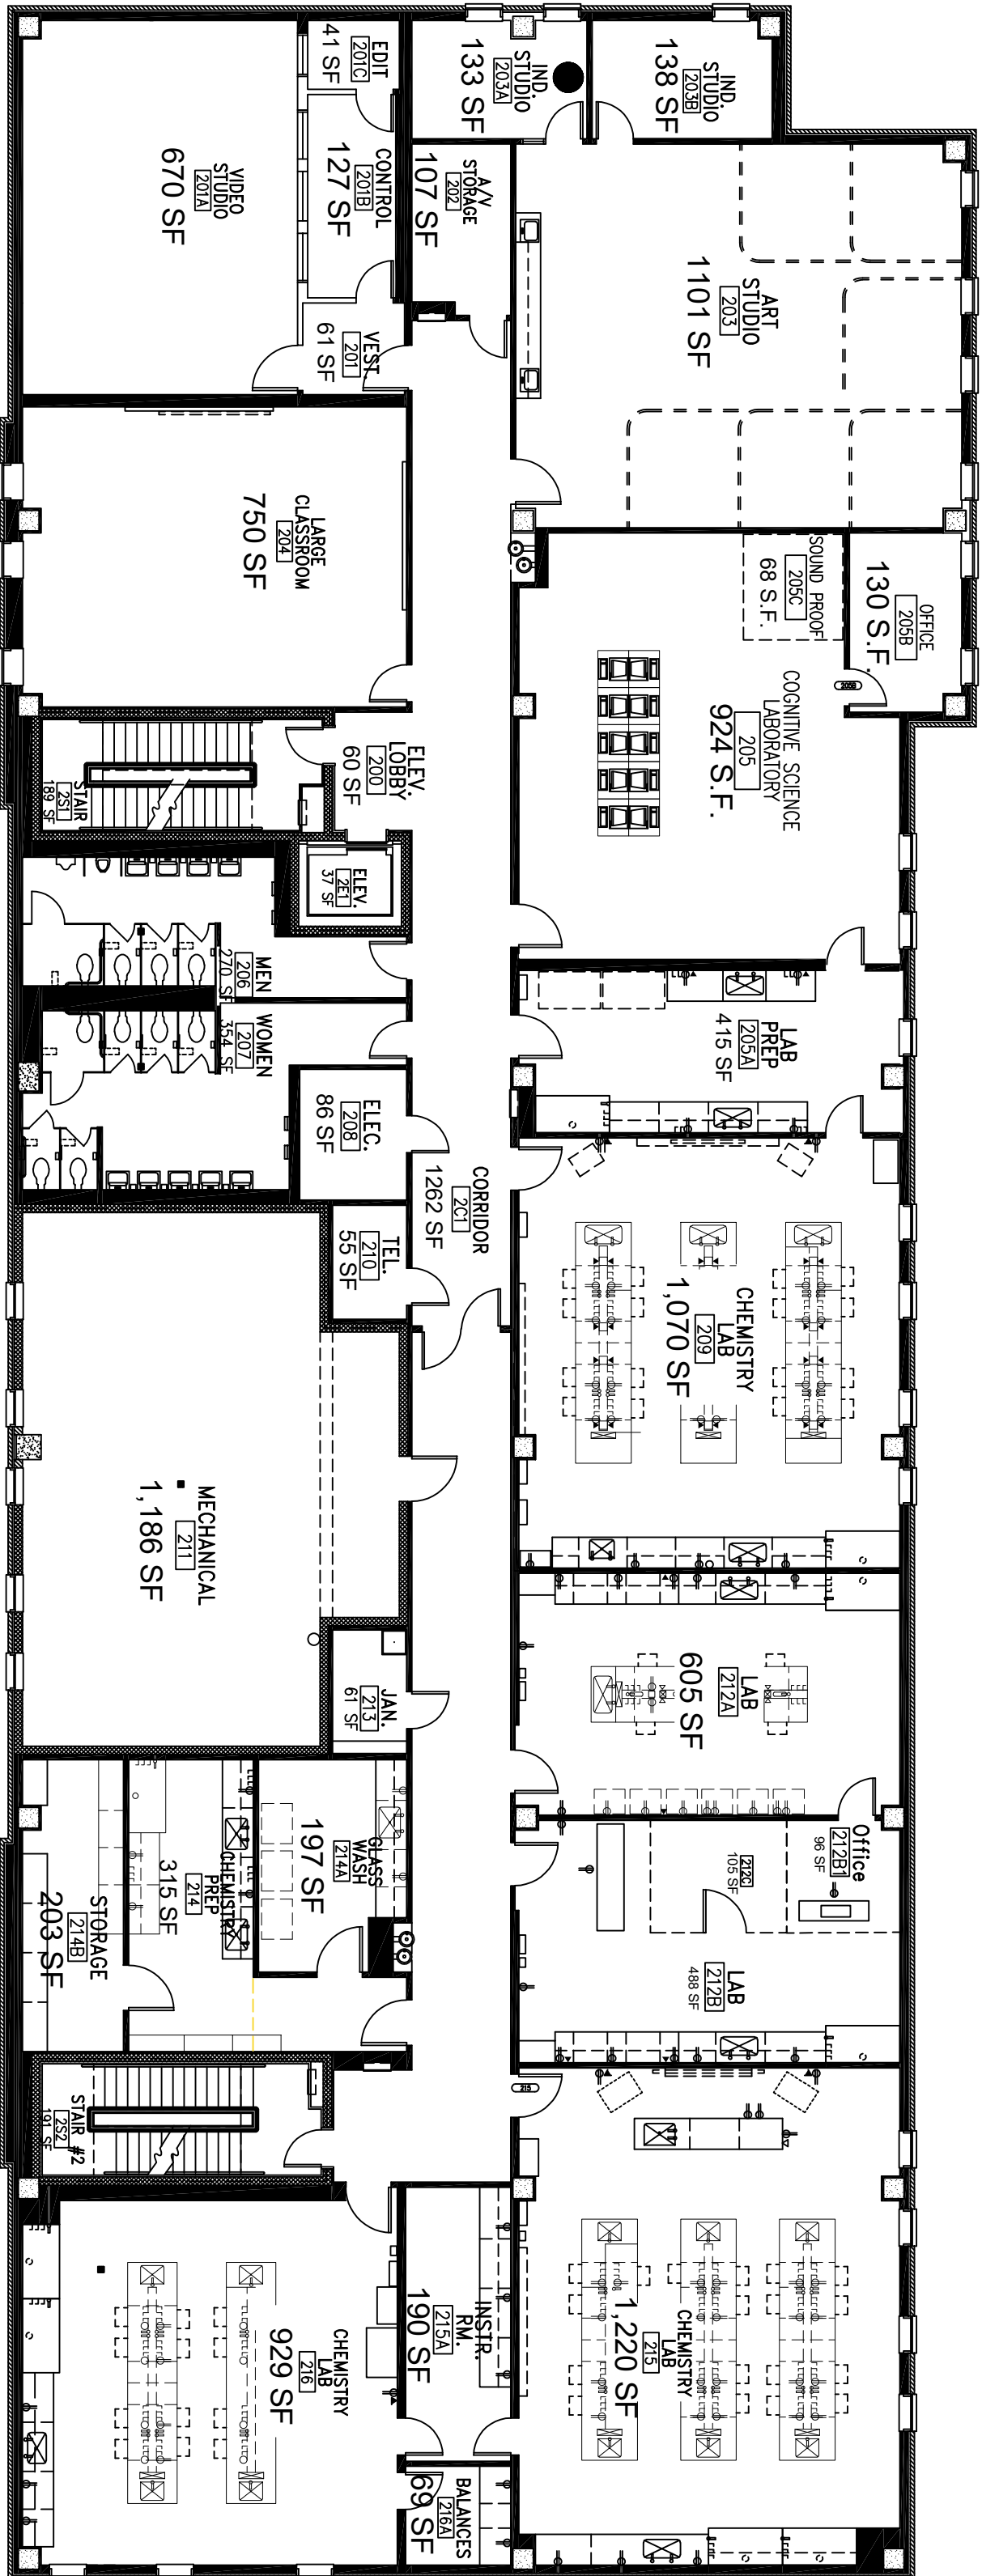 EDIT
201C
41 SF
IND.
STUDIO
203A
133 SF
IND.
STUDIO
203B
138 SF
VIDEO
STUDIO
201A
670 SF
CONTROL
201B
127 SF
A/V
STORAGE
202
107 SF
VEST.
201
61 SF
ART
STUDIO
203
1101 SF
LARGE
CLASSROOM
204
750 SF
SOUND PROOF
205C
68 S.F.
OFFICE
205B
130 S.F.
205B
COGNITIVE SCIENCE
LABORATORY
205
924 S.F.
ELEV.
LOBBY
200
60 SF
STAIR
2S1
189 SF
ELEV.
2E1
37 SF
MEN
206
270 SF
WOMEN
207
354 SF
LAB
PREP
205A
415 SF
ELEC.
208
86 SF
CORRIDOR
2C1
1262 SF
TEL.
210
55 SF
CHEMISTRY
LAB
209
1,070 SF
MECHANICAL
211
1,186 SF
JAN.
213
61 SF
LAB
212A
605 SF
GLASS
WASH
214A
197 SF
CHEMISTRY
PREP
214
315 SF
STORAGE
214B
203 SF
Office
212B1
96 SF
212C
105 SF
LAB
212B
488 SF
215
STAIR #2
2S2
191 SF
CHEMISTRY
LAB
215
1,220 SF
INSTR.
RM.
215A
190 SF
CHEMISTRY
LAB
216
929 SF
BALANCES
216A
69 SF